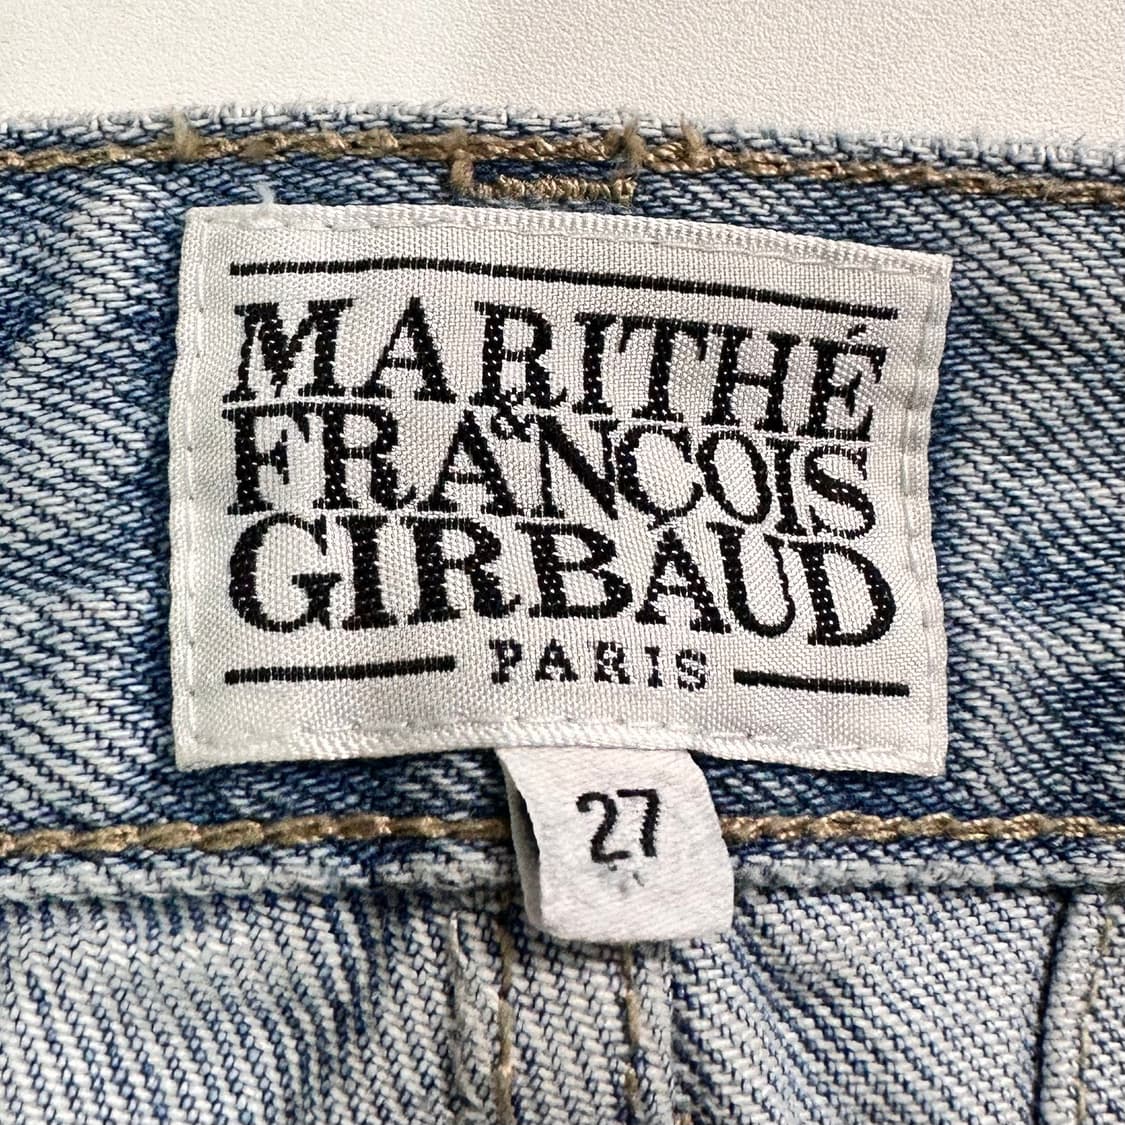 MARITHÉ
&
FRANÇOIS
GIRBAUD
PARIS
27